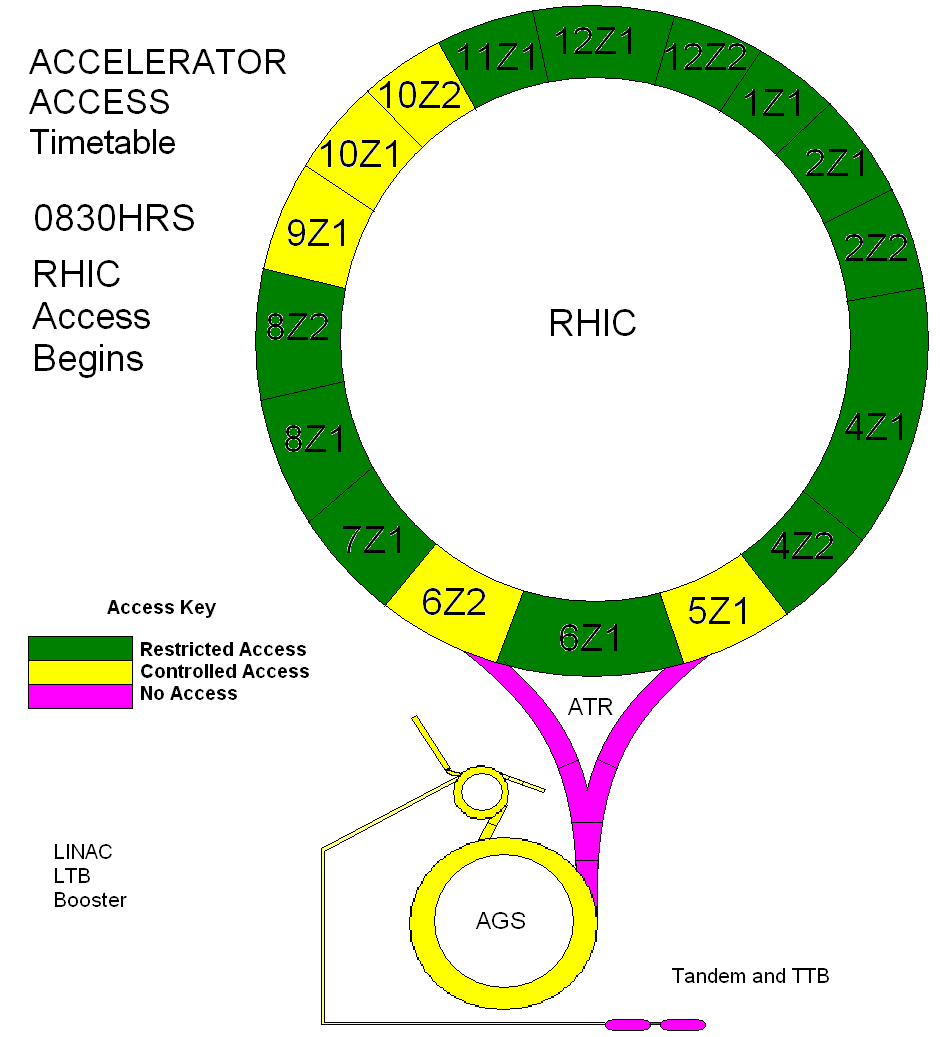 ACCELERATOR
ACCESS
Timetable
0830HRS
RHIC
Access
Begins
11Z1
12Z1
12Z2
1Z1
2Z1
2Z2
4Z1
4Z2
5Z1
6Z1
6Z2
7Z1
8Z1
8Z2
9Z1
10Z1
10Z2
RHIC
Access Key
Restricted Access
Controlled Access
No Access
ATR
LINAC
LTB
Booster
AGS
Tandem and TTB